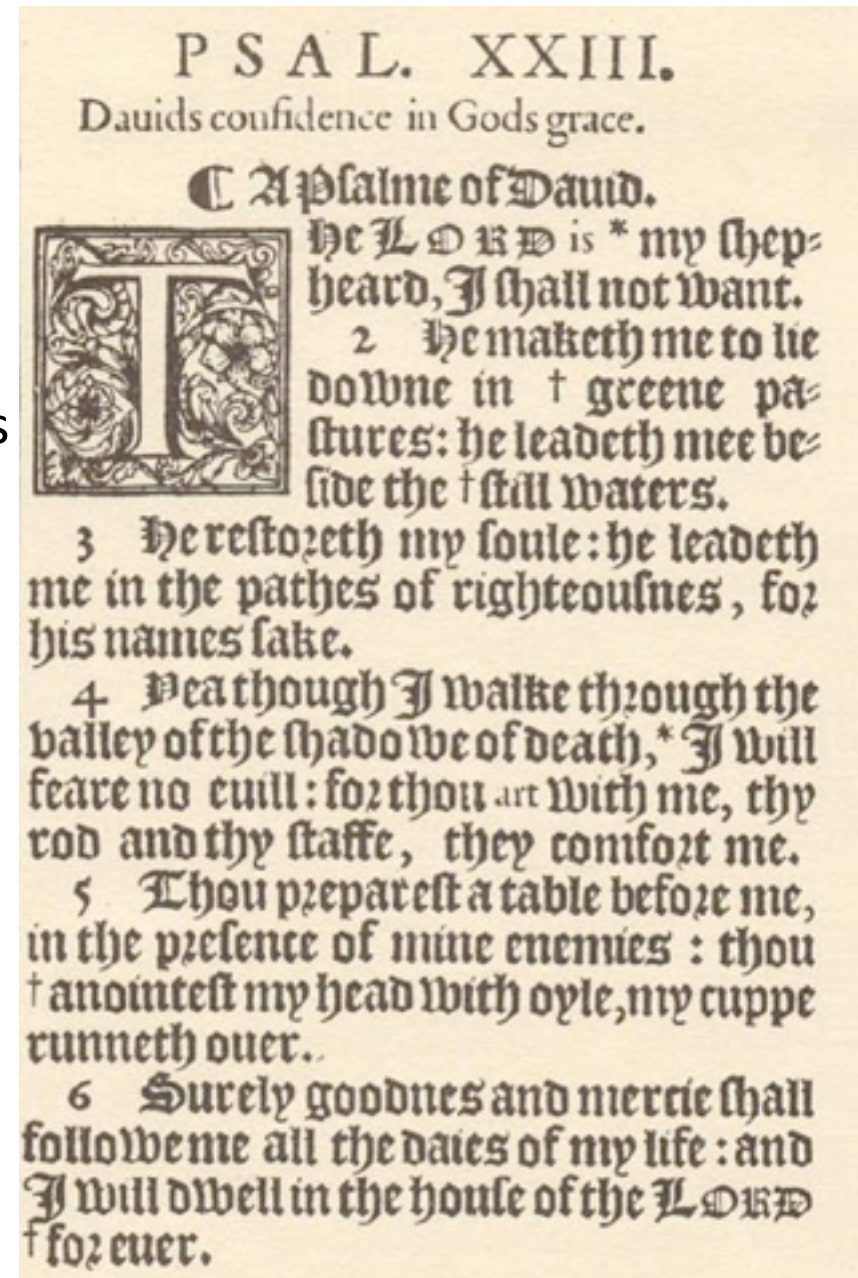 PSAL. XXIII.
Dauids confidence in Gods grace.
¶ A Pſalme of Dauid.
THe LORD is * my ſhep-
heard, I ſhall not want.
2 He maketh me to lie
downe in † greene pa-
ſtures: he leadeth mee be-
ſide the † ſtill waters.
3 He reſtoreth my ſoule: he leadeth
me in the pathes of righteouſnes, for
his names ſake.
4 Yea though I walke through the
valley of the ſhadowe of death,* I will
feare no euill: for thou art with me, thy
rod and thy ſtaffe, they comfort me.
5 Thou prepareſt a table before me,
in the preſence of mine enemies : thou
† anointeſt my head with oyle, my cuppe
runneth ouer.
6 Surely goodnes and mercie ſhall
followe me all the daies of my life: and
I will dwell in the houſe of the LORD
† for euer.